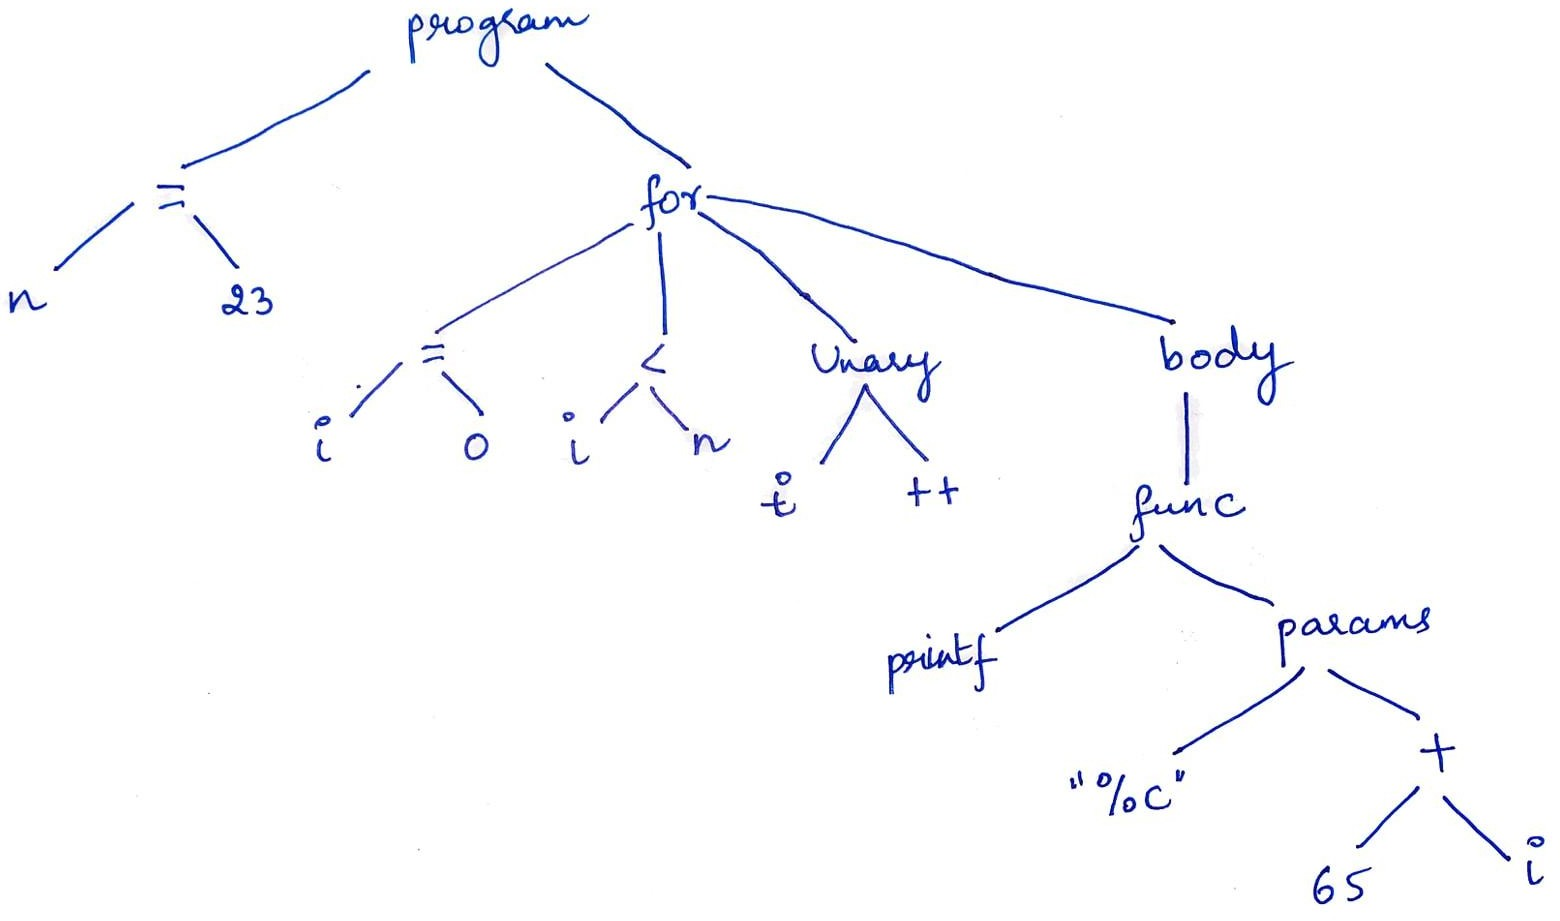 program
=
for
n
23
=
<
Unary
body
i
0
i
n
i
++
func
printf
params
"%c"
+
65
i